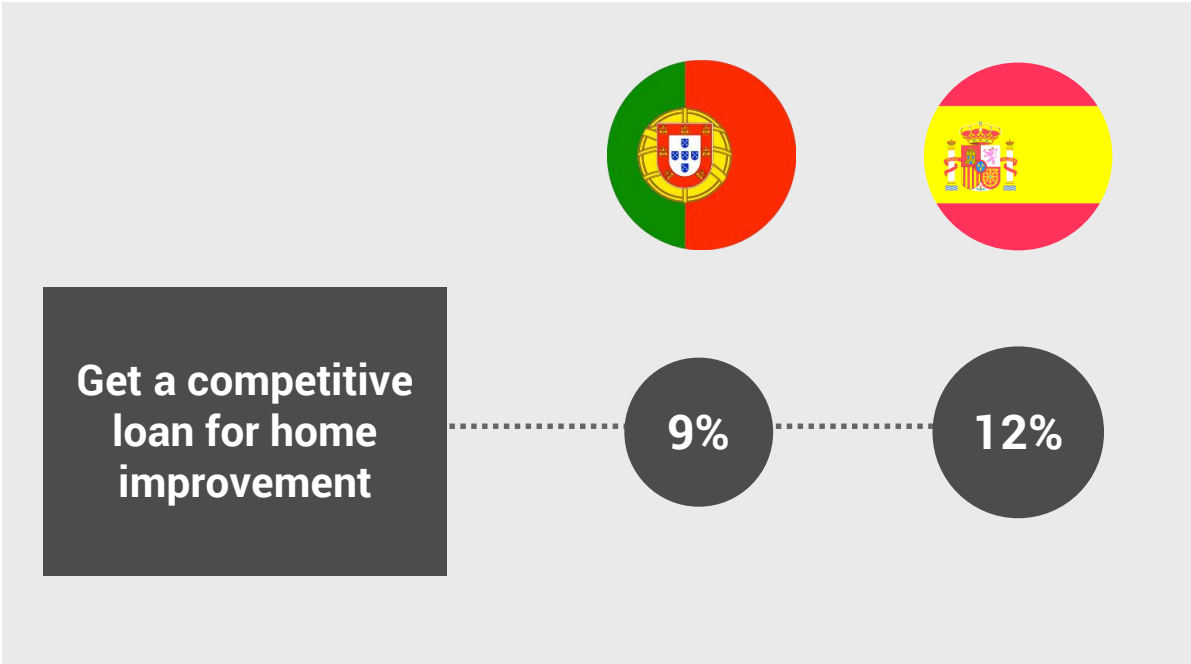 Get a competitive
loan for home
improvement
9%
12%